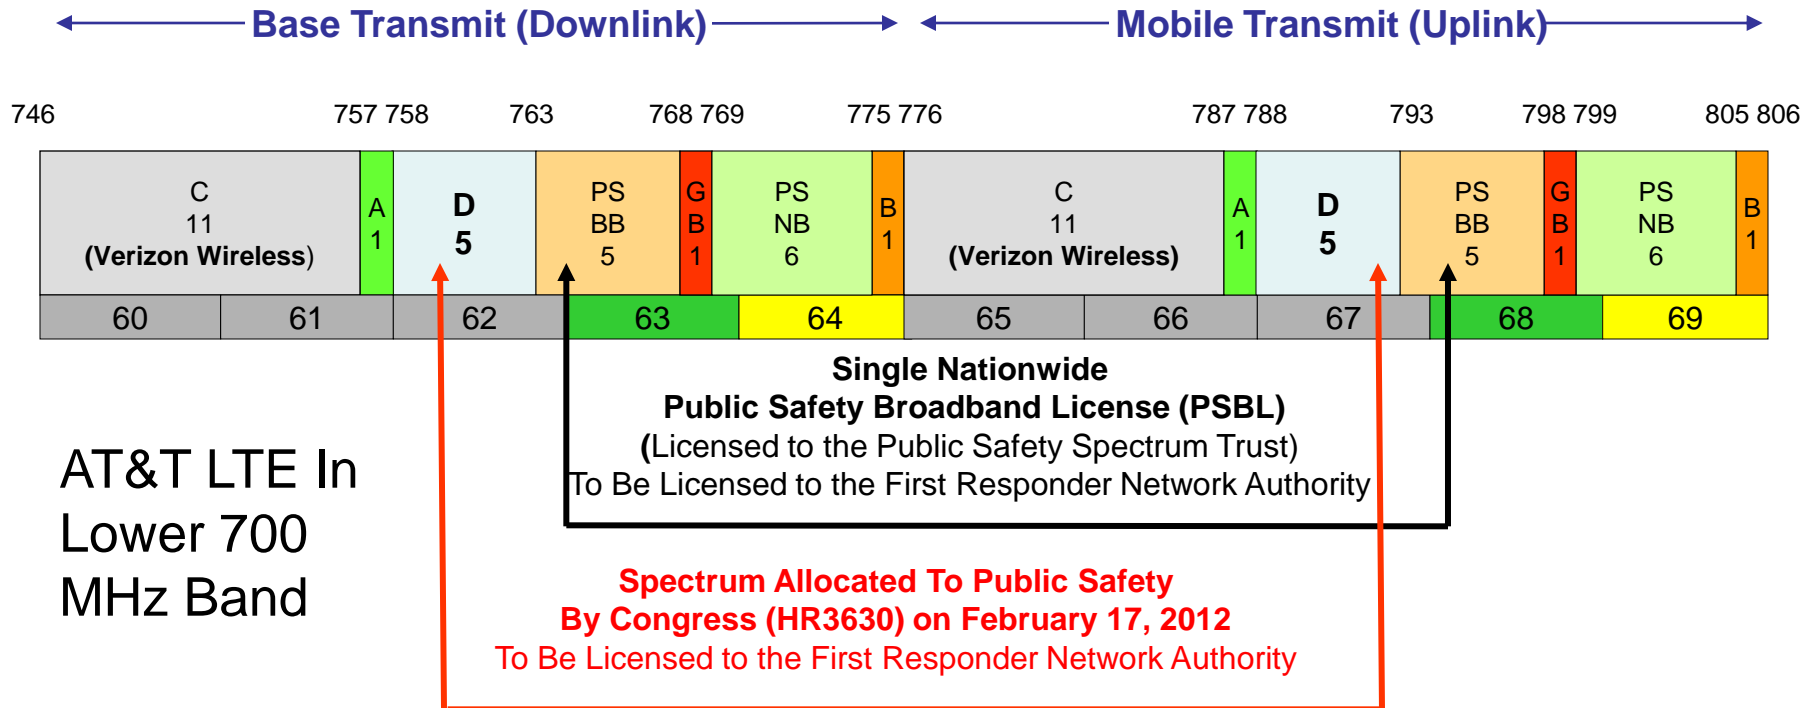 Base Transmit (Downlink) Mobile Transmit (Uplink)
746 757 758 763 768 769 775 776 787 788 793 798 799 805 806
C
11
(Verizon Wireless)
A
1
D
5
PS
BB
5
G
B
1
PS
NB
6
B
1
C
11
(Verizon Wireless)
A
1
D
5
PS
BB
5
G
B
1
PS
NB
6
B
1
60 61 62 63 64 65 66 67 68 69
Single Nationwide
Public Safety Broadband License (PSBL)
(Licensed to the Public Safety Spectrum Trust)
To Be Licensed to the First Responder Network Authority
AT&T LTE In
Lower 700
MHz Band
Spectrum Allocated To Public Safety
By Congress (HR3630) on February 17, 2012
To Be Licensed to the First Responder Network Authority